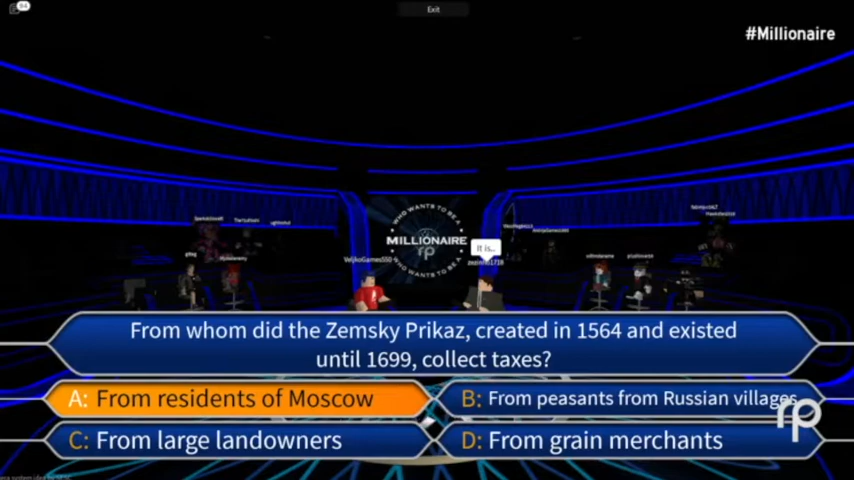 94
Exit
#Millionaire
WHO WANTS TO BE A
MILLIONAIRE
rp
WHO WANTS TO BE A
It is..
VeljkoGames550
From whom did the Zemsky Prikaz, created in 1564 and existed
until 1699, collect taxes?
A: From residents of Moscow
B: From peasants from Russian villages
C: From large landowners
D: From grain merchants
rp